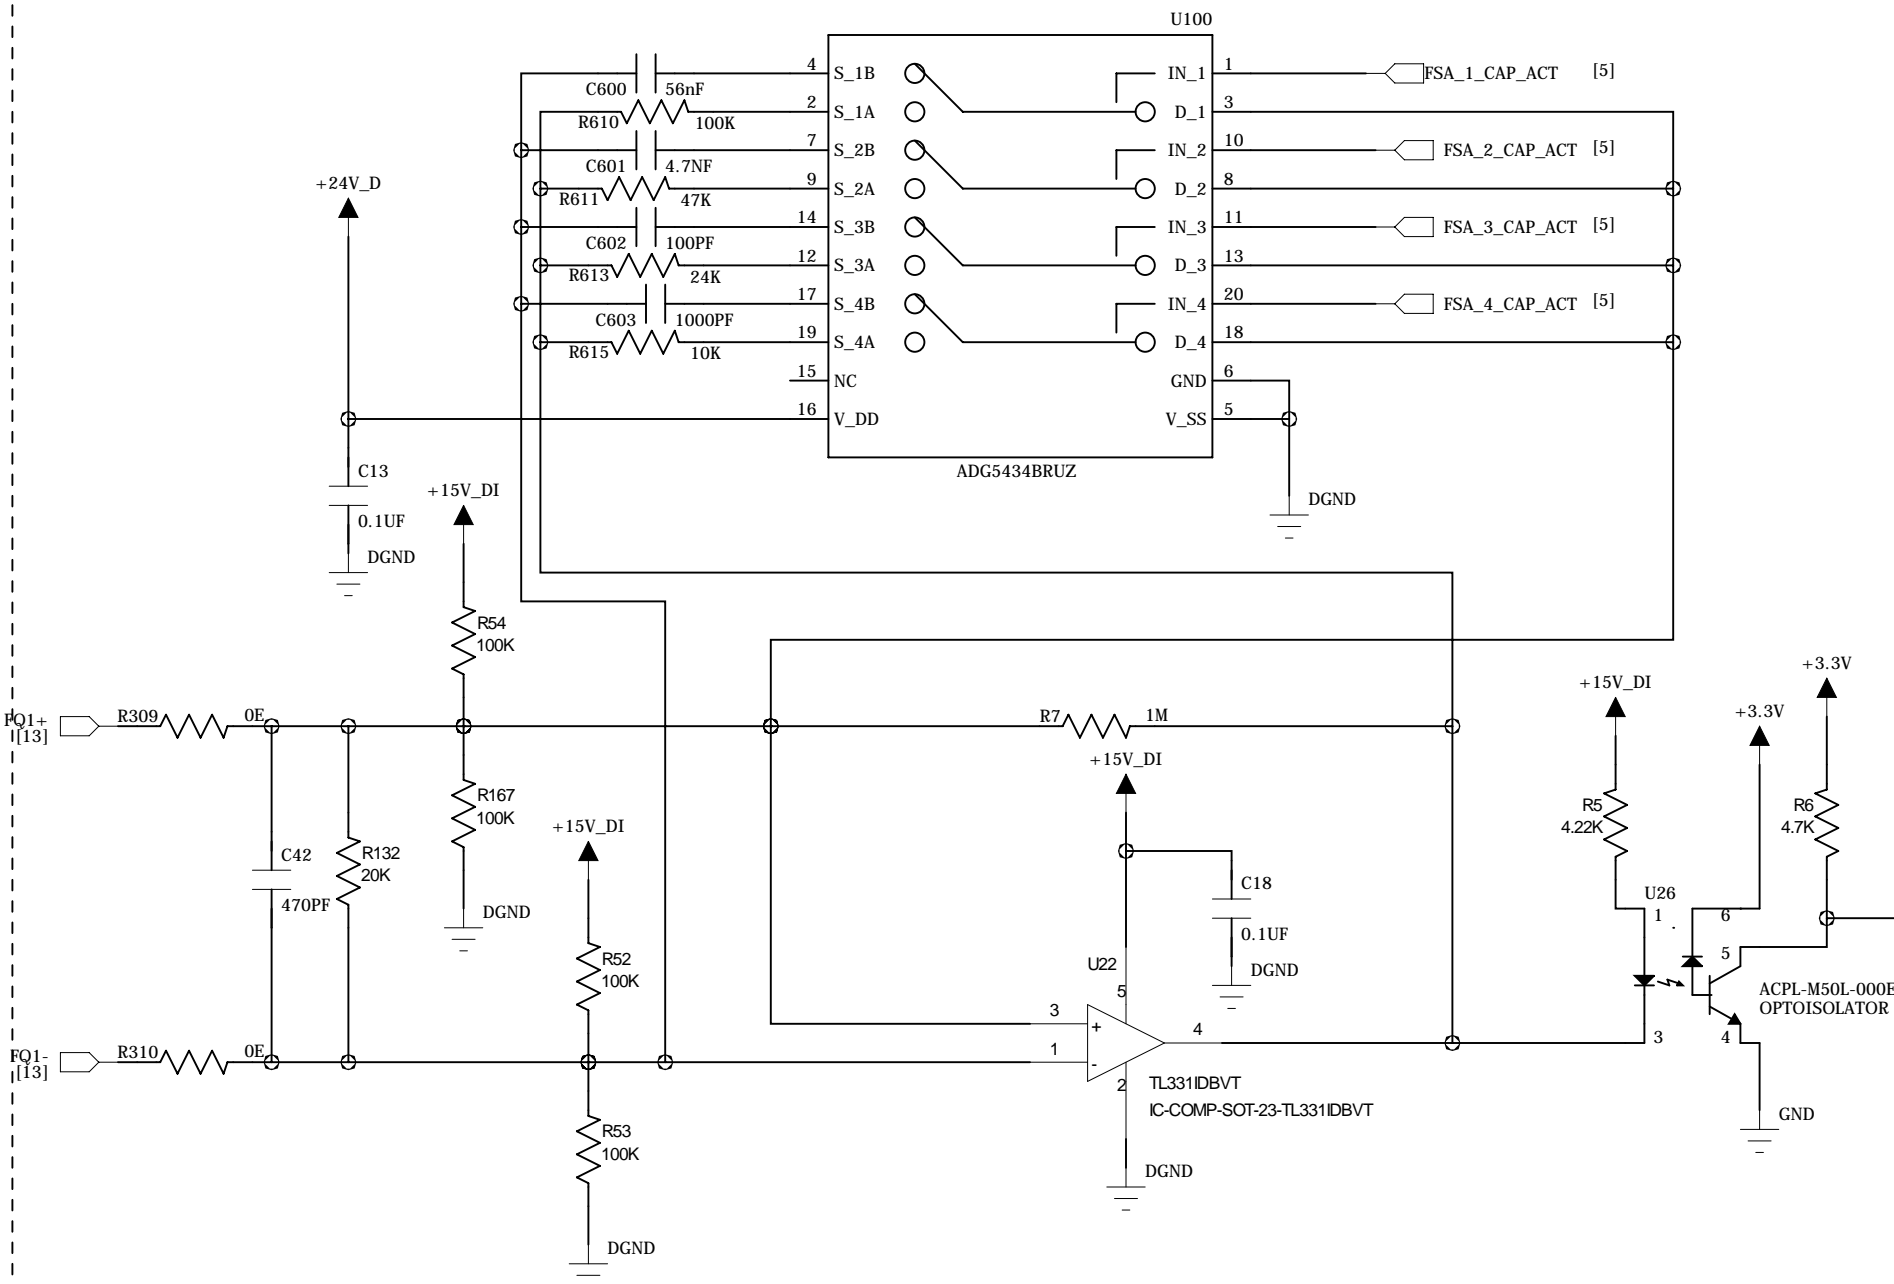 U100
4 S_1B IN_1 1 FSA_1_CAP_ACT [5]
C600 56nF
2 S_1A D_1 3
R610 100K
7 S_2B IN_2 10 FSA_2_CAP_ACT [5]
C601 4.7NF
9 S_2A D_2 8
R611 47K
14 S_3B IN_3 11 FSA_3_CAP_ACT [5]
C602 100PF
12 S_3A D_3 13
R613 24K
17 S_4B IN_4 20 FSA_4_CAP_ACT [5]
C603 1000PF
19 S_4A D_4 18
R615 10K
15 NC GND 6
16 V_DD V_SS 5
ADG5434BRUZ
DGND
+24V_D
C13
0.1UF
DGND
+15V_DI
R54
100K
FQ1+
[13]
R309 0E
R7 1M
R167
100K
DGND
C42
470PF
R132
20K
+15V_DI
R52
100K
FQ1-
[13]
R310 0E
R53
100K
DGND
+15V_DI
C18
0.1UF
DGND
U22
5
3 +
1 -
4
2
TL331IDBVT
IC-COMP-SOT-23-TL331IDBVT
DGND
+15V_DI
R5
4.22K
+3.3V
+3.3V
R6
4.7K
U26
1 6
5
3 4
ACPL-M50L-000E
OPTOISOLATOR
GND